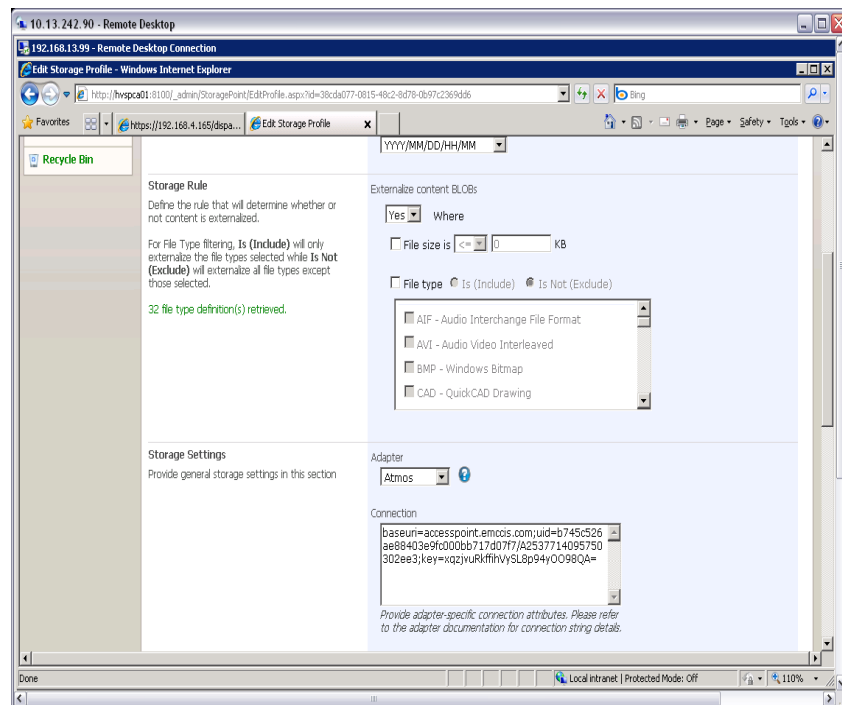 10.13.242.90 - Remote Desktop
192.168.13.99 - Remote Desktop Connection
Edit Storage Profile - Windows Internet Explorer
http://hvspca01:8100/_admin/StoragePoint/EditProfile.aspx?id=38cda077-0815-48c2-8d78-0b97c2369dd6
Bing
Favorites
https://192.168.4.165/dispa...
Edit Storage Profile
Page
Safety
Tools
Recycle Bin
YYYY/MM/DD/HH/MM
Storage Rule
Define the rule that will determine whether or
not content is externalized.
For File Type filtering, Is (Include) will only
externalize the file types selected while Is Not
(Exclude) will externalize all file types except
those selected.
32 file type definition(s) retrieved.
Externalize content BLOBs
Yes Where
File size is <= 0 KB
File type Is (Include) Is Not (Exclude)
AIF - Audio Interchange File Format
AVI - Audio Video Interleaved
BMP - Windows Bitmap
CAD - QuickCAD Drawing
Storage Settings
Provide general storage settings in this section
Adapter
Atmos
Connection
baseuri=accesspoint.emccis.com;uid=b745c526
ae88403e9fc000bb717d07f7/A2537714095750
302ee3;key=xqzjvuRkffihVySL8p94yOO98QA=
Provide adapter-specific connection attributes. Please refer
to the adapter documentation for connection string details.
Done
Local intranet | Protected Mode: Off
110%